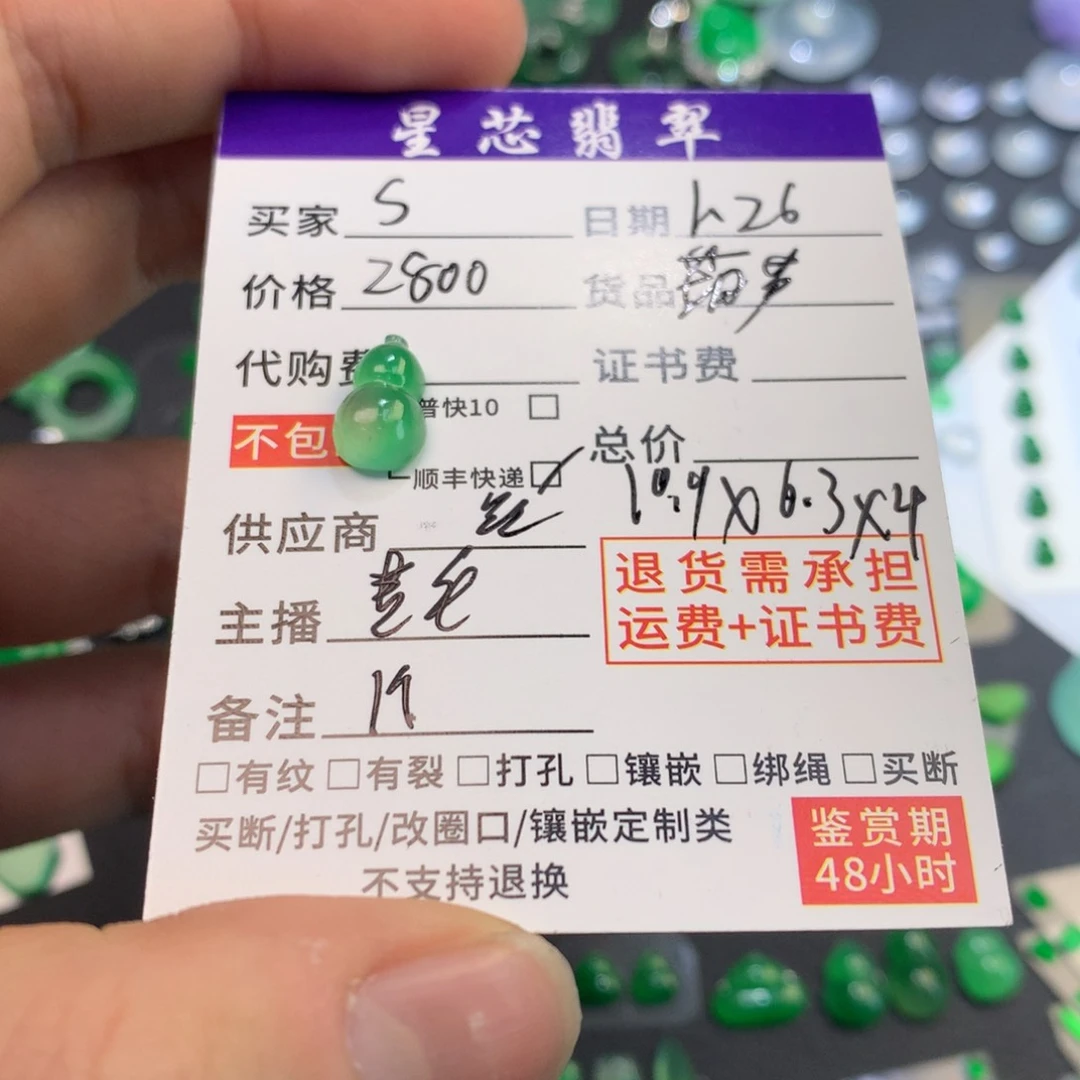 星芯翡翠
买家 S 日期 1.26
价格 2800 货品
代购费 证书费
普快10 □
不包 总价
顺丰快递 □
10.9X6.3X4
供应商
退货需承担
运费+证书费
主播
备注 19
□有纹 □有裂 □打孔 □镶嵌 □绑绳 □买断
买断/打孔/改圈口/镶嵌定制类
不支持退换
鉴赏期
48小时